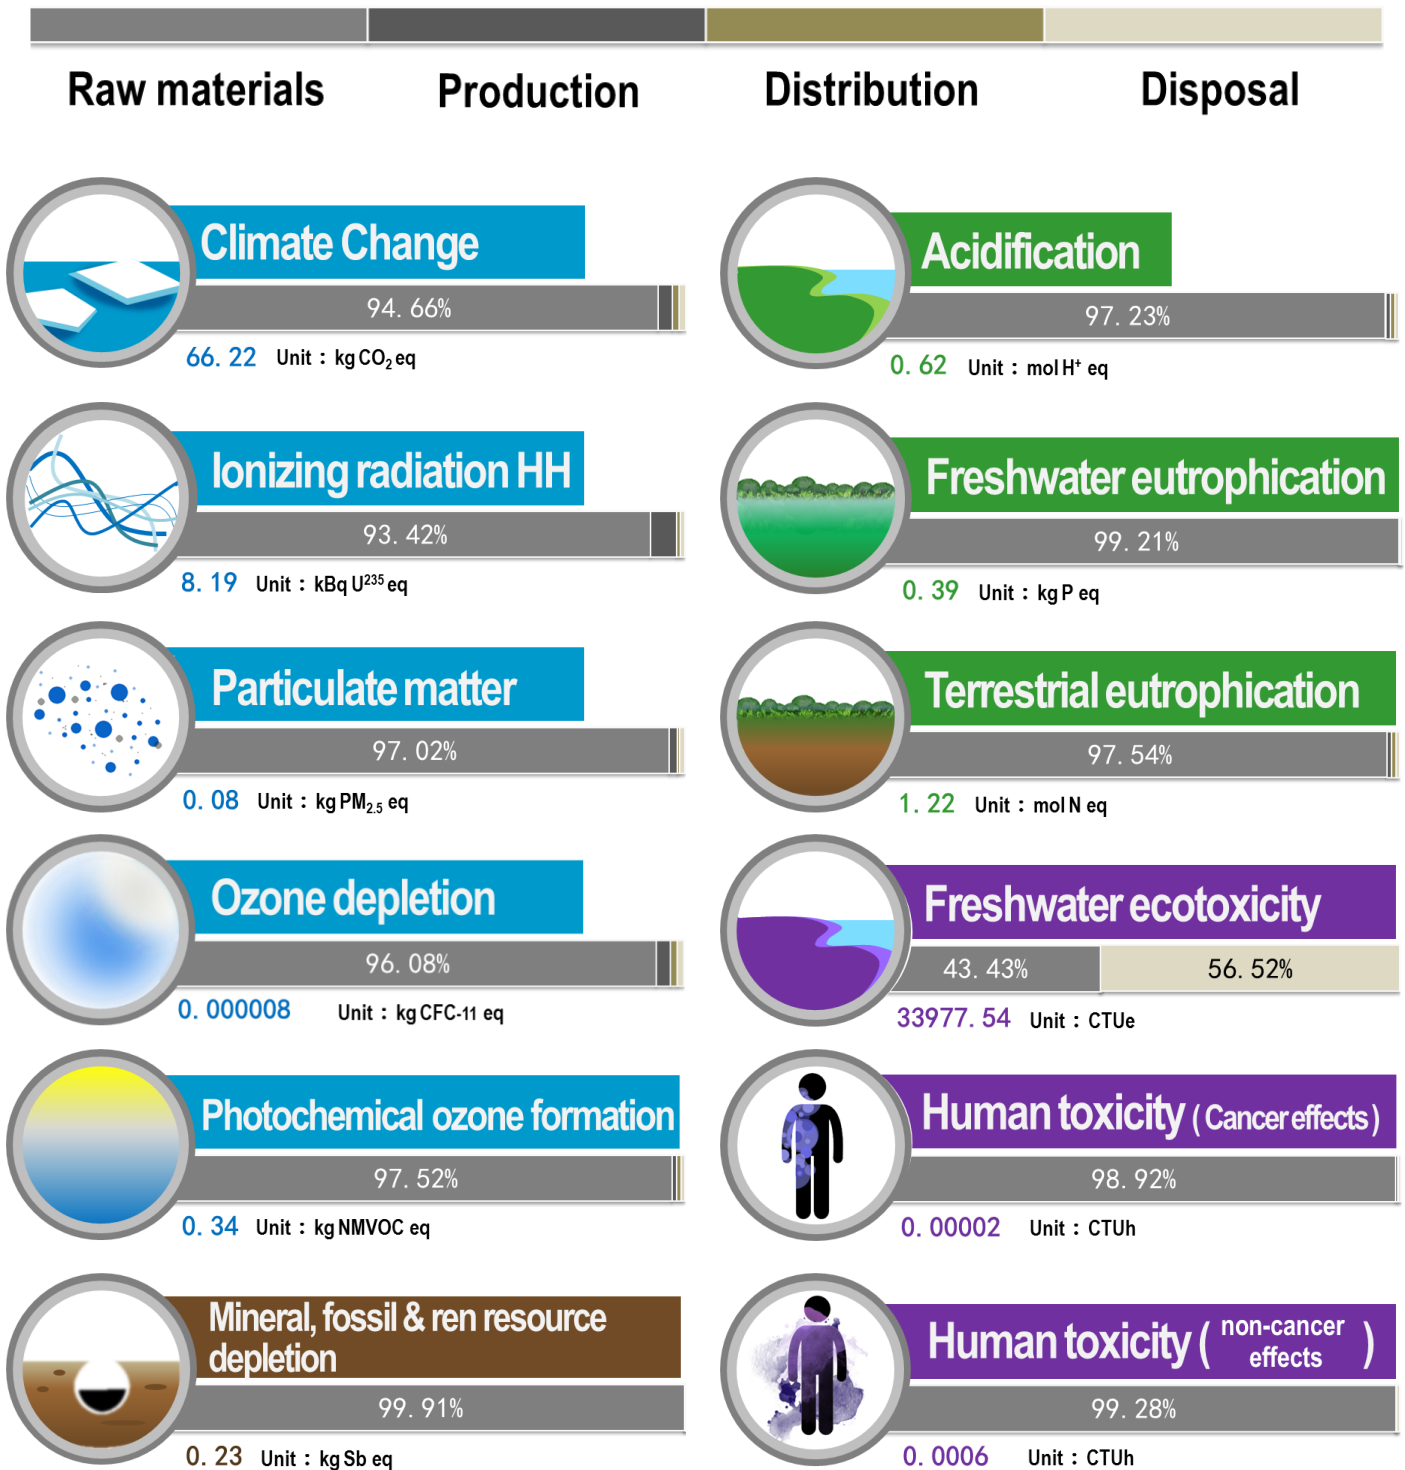 Raw materials
Production
Distribution
Disposal
Climate Change
94. 66%
66. 22 Unit : kg CO₂ eq
Acidification
97. 23%
0. 62 Unit : mol H⁺ eq
Ionizing radiation HH
93. 42%
8. 19 Unit : kBq U²³⁵ eq
Freshwater eutrophication
99. 21%
0. 39 Unit : kg P eq
Particulate matter
97. 02%
0. 08 Unit : kg PM₂.₅ eq
Terrestrial eutrophication
97. 54%
1. 22 Unit : mol N eq
Ozone depletion
96. 08%
0. 000008 Unit : kg CFC-11 eq
Freshwater ecotoxicity
43. 43% 56. 52%
33977. 54 Unit : CTUe
Photochemical ozone formation
97. 52%
0. 34 Unit : kg NMVOC eq
Human toxicity ( Cancer effects )
98. 92%
0. 00002 Unit : CTUh
Mineral, fossil & ren resource
depletion
99. 91%
0. 23 Unit : kg Sb eq
Human toxicity ( non-cancer
effects )
99. 28%
0. 0006 Unit : CTUh